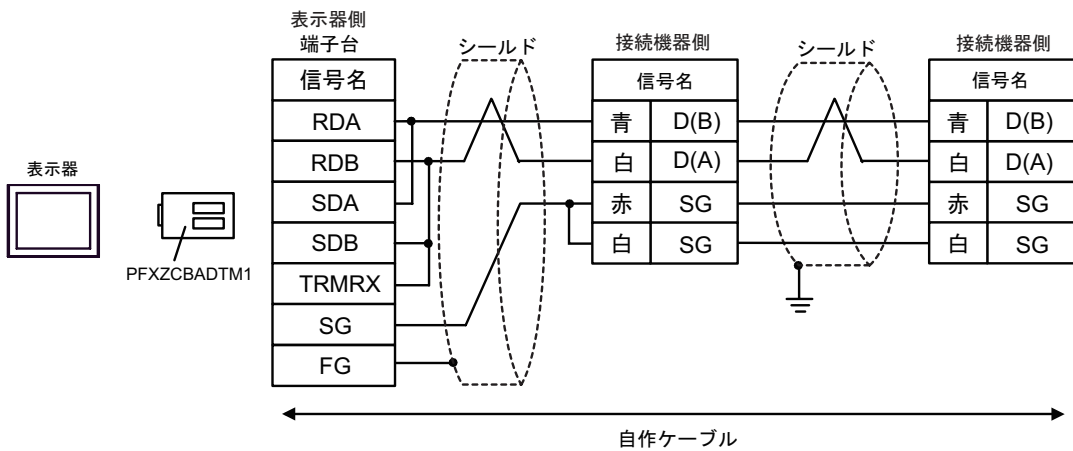 表示器側
端子台
シールド
接続機器側
シールド
接続機器側
信号名
信号名
信号名
RDA
青 D(B)
青 D(B)
RDB
白 D(A)
白 D(A)
表示器
SDA
赤 SG
赤 SG
SDB
白 SG
白 SG
PFXZCBADTM1
TRMRX
SG
FG
自作ケーブル